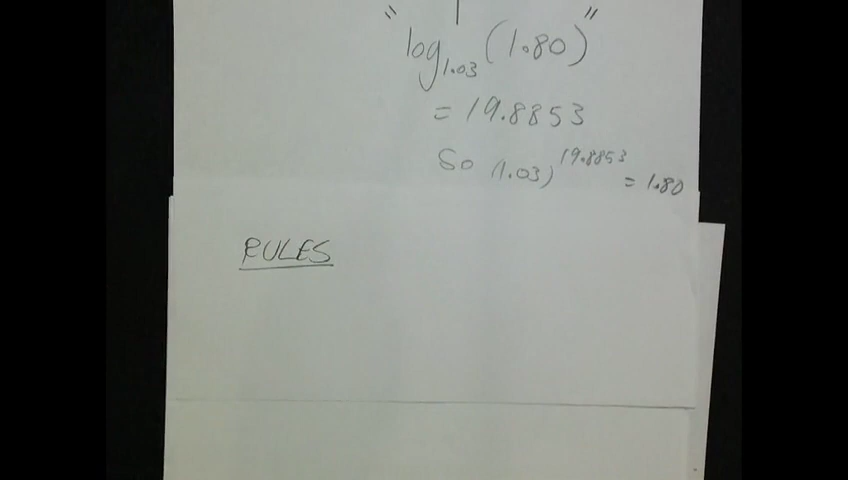 " | "
log₁.₀₃ (1.80)
= 19.8853
So (1.03)^19.8853 = 1.80
RULES